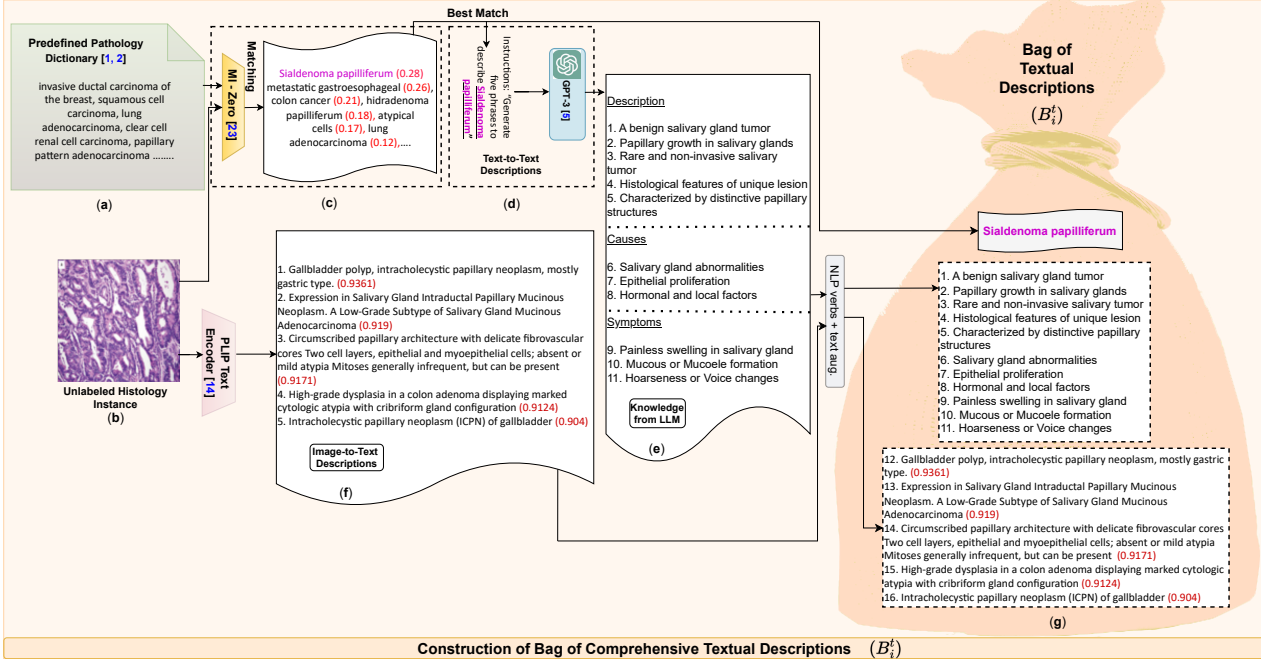 Best Match
Predefined Pathology
Dictionary [1, 2]
invasive ductal carcinoma of
the breast, squamous cell
carcinoma, lung
adenocarcinoma, clear cell
renal cell carcinoma, papillary
pattern adenocarcinoma ........
(a)
MI - Zero [23]
Matching
Sialdenoma papilliferum (0.28)
metastatic gastroesophageal (0.26),
colon cancer (0.21), hidradenoma
papilliferum (0.18), atypical
cells (0.17), lung
adenocarcinoma (0.12),....
(c)
Instructions: "Generate
five phrases to
describe Sialdenoma
papilliferum"
GPT-3 [5]
Text-to-Text
Descriptions
(d)
Description
1. A benign salivary gland tumor
2. Papillary growth in salivary glands
3. Rare and non-invasive salivary
tumor
4. Histological features of unique lesion
5. Characterized by distinctive papillary
structures
Causes
6. Salivary gland abnormalities
7. Epithelial proliferation
8. Hormonal and local factors
Symptoms
9. Painless swelling in salivary gland
10. Mucous or Mucoele formation
11. Hoarseness or Voice changes
Knowledge
from LLM
(e)
Unlabeled Histology
Instance
(b)
PLIP Text
Encoder [14]
1. Gallbladder polyp, intracholecystic papillary neoplasm, mostly
gastric type. (0.9361)
2. Expression in Salivary Gland Intraductal Papillary Mucinous
Neoplasm. A Low-Grade Subtype of Salivary Gland Mucinous
Adenocarcinoma (0.919)
3. Circumscribed papillary architecture with delicate fibrovascular
cores Two cell layers, epithelial and myoepithelial cells; absent or
mild atypia Mitoses generally infrequent, but can be present
(0.9171)
4. High-grade dysplasia in a colon adenoma displaying marked
cytologic atypia with cribriform gland configuration (0.9124)
5. Intracholecystic papillary neoplasm (ICPN) of gallbladder (0.904)
Image-to-Text
Descriptions
(f)
NLP verbs + text aug.
Bag of
Textual
Descriptions
(B_i^t)
Sialdenoma papilliferum
1. A benign salivary gland tumor
2. Papillary growth in salivary glands
3. Rare and non-invasive salivary tumor
4. Histological features of unique lesion
5. Characterized by distinctive papillary
structures
6. Salivary gland abnormalities
7. Epithelial proliferation
8. Hormonal and local factors
9. Painless swelling in salivary gland
10. Mucous or Mucoele formation
11. Hoarseness or Voice changes
12. Gallbladder polyp, intracholecystic papillary neoplasm, mostly gastric
type. (0.9361)
13. Expression in Salivary Gland Intraductal Papillary Mucinous
Neoplasm. A Low-Grade Subtype of Salivary Gland Mucinous
Adenocarcinoma (0.919)
14. Circumscribed papillary architecture with delicate fibrovascular cores
Two cell layers, epithelial and myoepithelial cells; absent or mild atypia
Mitoses generally infrequent, but can be present (0.9171)
15. High-grade dysplasia in a colon adenoma displaying marked cytologic
atypia with cribriform gland configuration (0.9124)
16. Intracholecystic papillary neoplasm (ICPN) of gallbladder (0.904)
(g)
Construction of Bag of Comprehensive Textual Descriptions (B_i^t)